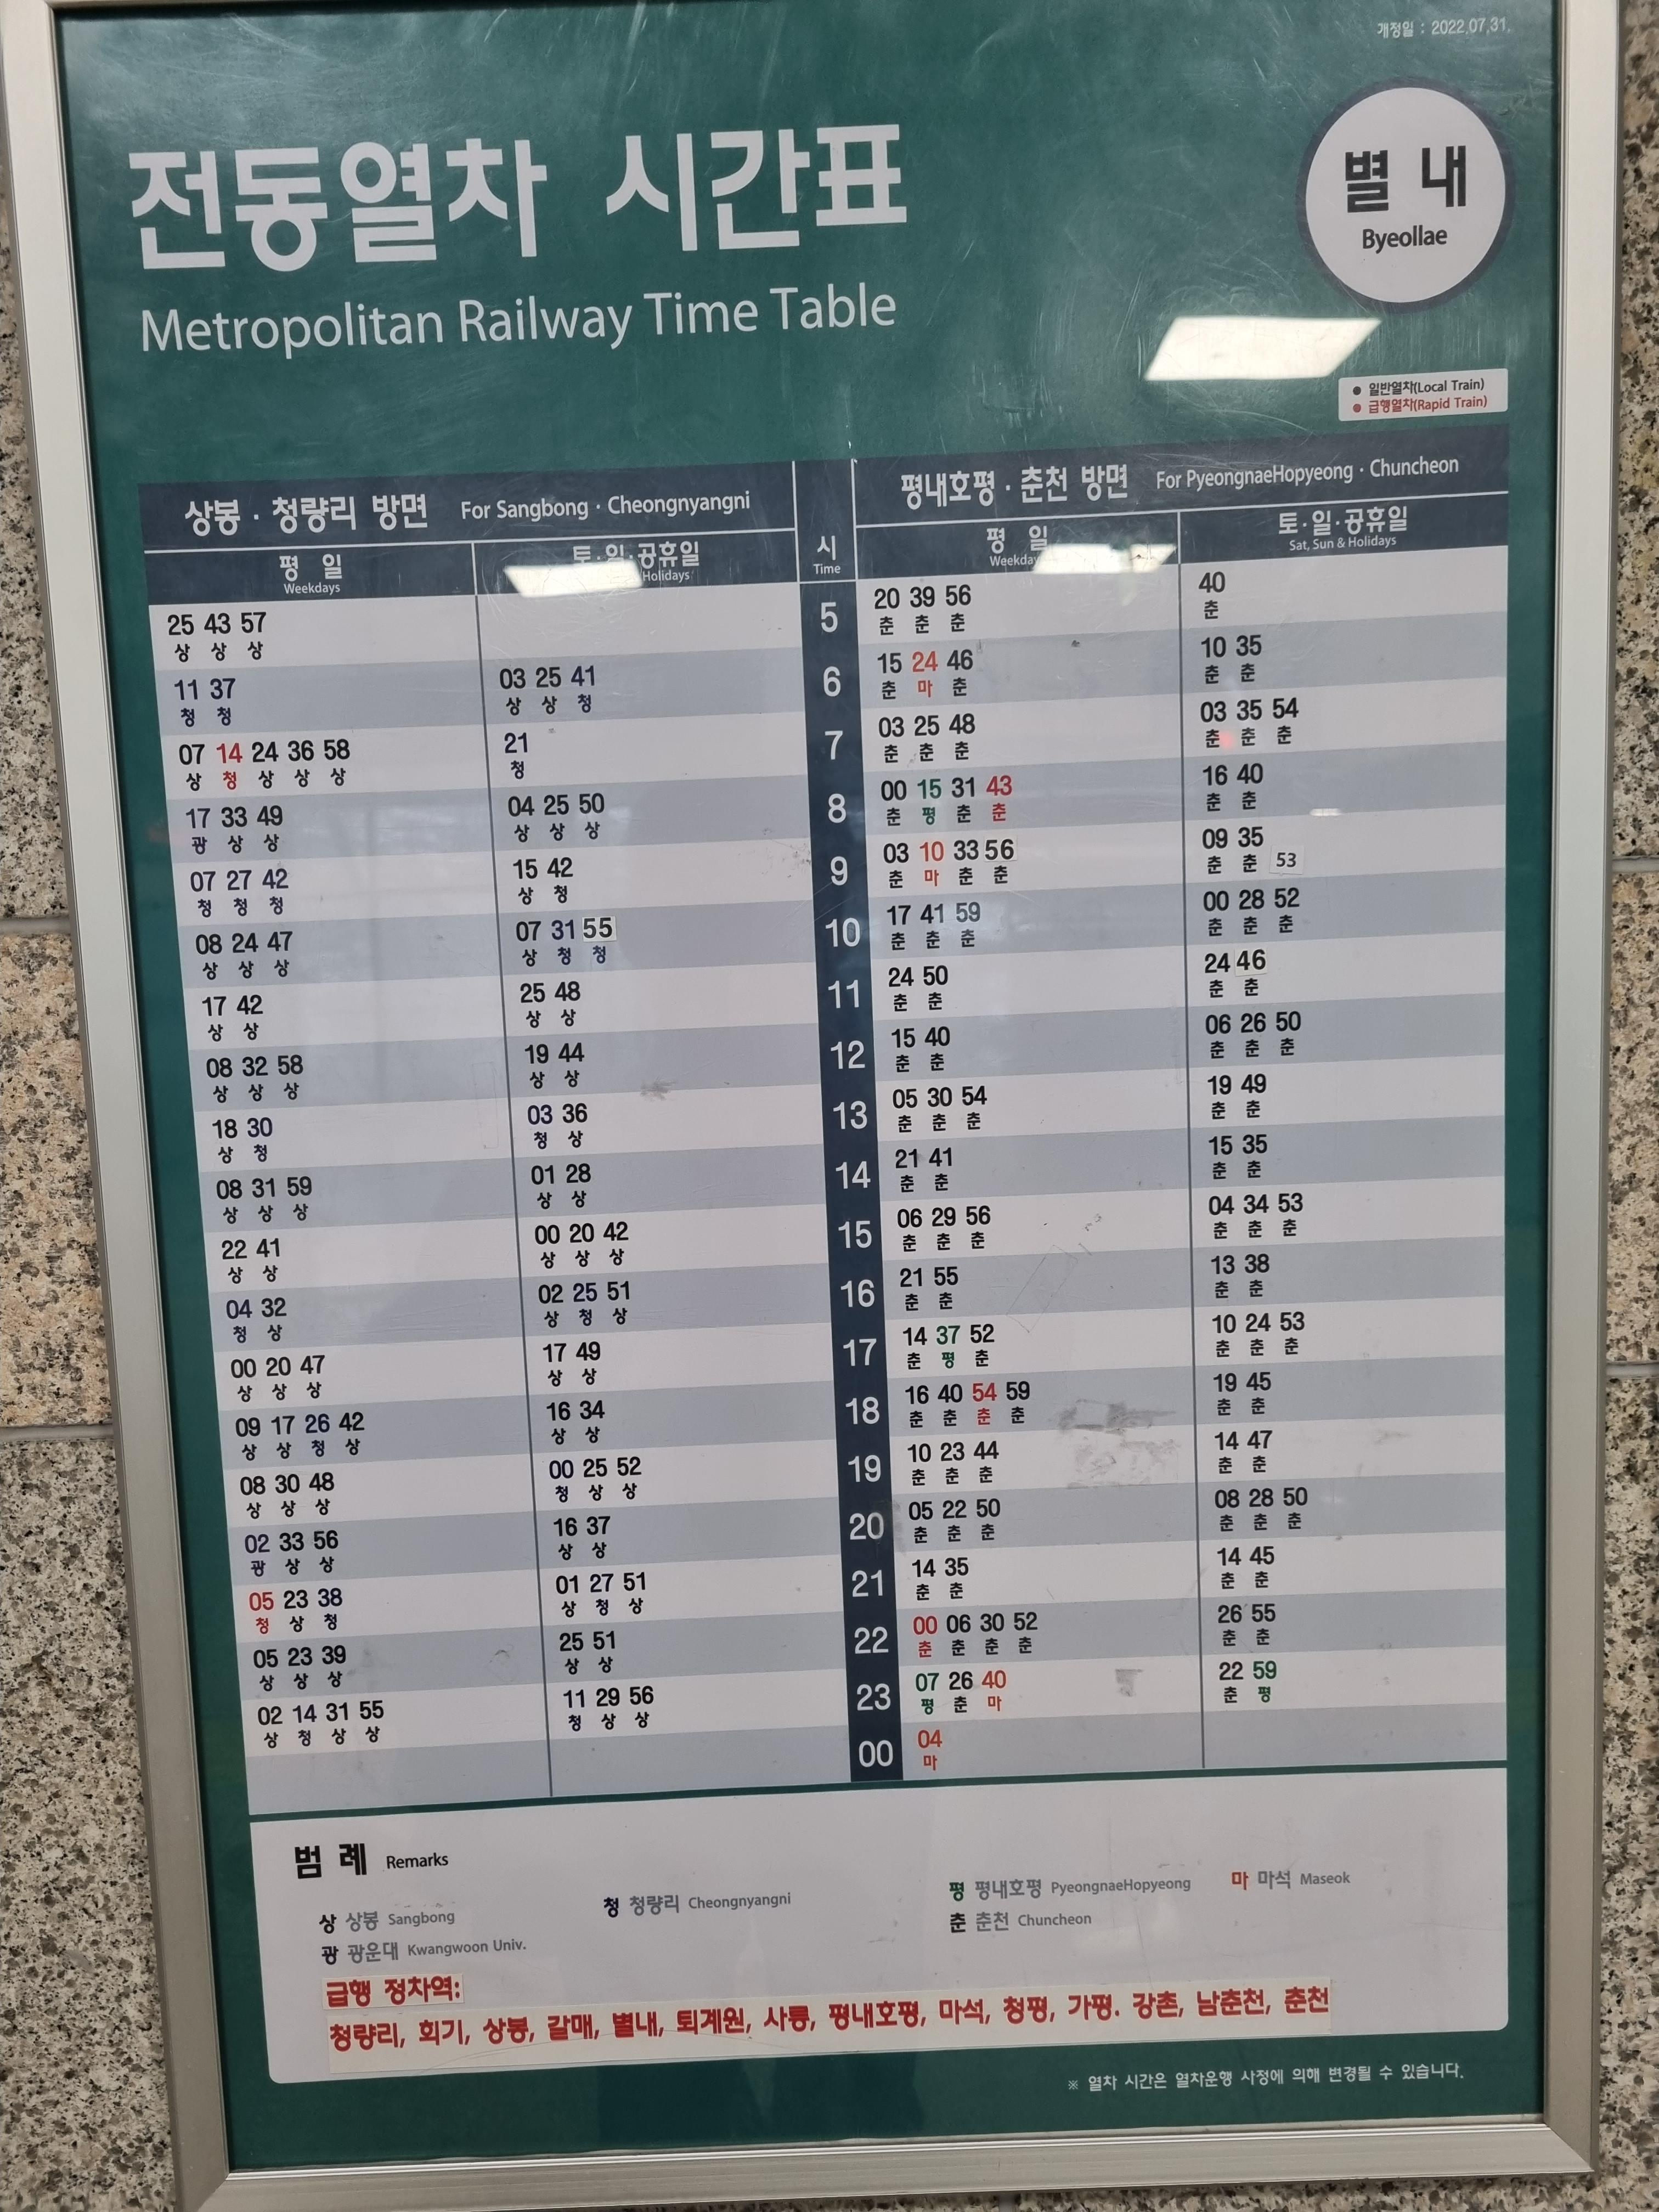 개정일 : 2022.07.31.
전동열차 시간표
Metropolitan Railway Time Table
별 내
Byeollae
● 일반열차(Local Train)
● 급행열차(Rapid Train)
상봉 · 청량리 방면 For Sangbong · Cheongnyangni
시
Time
평내호평 · 춘천 방면 For PyeongnaeHopyeong · Chuncheon
평 일
Weekdays
토·일·공휴일
Holidays
평 일
토·일·공휴일
Sat, Sun & Holidays
25 43 57 5 20 39 56 40
상 상 상 춘 춘 춘 춘
11 37 03 25 41 6 15 24 46 10 35
청 청 상 상 청 춘 마 춘 춘 춘
07 14 24 36 58 21 7 03 25 48 03 35 54
상 청 상 상 상 청 춘 춘 춘 춘 춘 춘
17 33 49 04 25 50 8 00 15 31 43 16 40
광 상 상 상 상 상 춘 평 춘 춘 춘 춘
07 27 42 15 42 9 03 10 33 56 09 35 53
청 청 청 상 청 춘 마 춘 춘 춘 춘
08 24 47 07 31 55 10 17 41 59 00 28 52
상 상 상 상 청 청 춘 춘 춘 춘 춘 춘
17 42 25 48 11 24 50 24 46
상 상 상 상 춘 춘 춘 춘
08 32 58 19 44 12 15 40 06 26 50
상 상 상 상 상 춘 춘 춘 춘 춘
18 30 03 36 13 05 30 54 19 49
상 청 청 상 춘 춘 춘 춘 춘
08 31 59 01 28 14 21 41 15 35
상 상 상 상 상 춘 춘 춘 춘
22 41 00 20 42 15 06 29 56 04 34 53
상 상 상 상 상 춘 춘 춘 춘 춘 춘
04 32 02 25 51 16 21 55 13 38
청 상 상 청 상 춘 춘 춘 춘
00 20 47 17 49 17 14 37 52 10 24 53
상 상 상 상 상 춘 평 춘 춘 춘 춘
09 17 26 42 16 34 18 16 40 54 59 19 45
상 상 청 상 상 상 춘 춘 춘 춘 춘 춘
08 30 48 00 25 52 19 10 23 44 14 47
상 상 상 청 상 상 춘 춘 춘 춘 춘
02 33 56 16 37 20 05 22 50 08 28 50
광 상 상 상 상 춘 춘 춘 춘 춘 춘
05 23 38 01 27 51 21 14 35 14 45
청 상 청 상 청 상 춘 춘 춘 춘
05 23 39 25 51 22 00 06 30 52 26 55
상 상 상 상 상 춘 춘 춘 춘 춘 춘
02 14 31 55 11 29 56 23 07 26 40 22 59
상 청 상 상 청 상 상 평 춘 마 춘 평
00 04
마
범 례 Remarks
상 상봉 Sangbong 청 청량리 Cheongnyangni 평 평내호평 PyeongnaeHopyeong 마 마석 Maseok
광 광운대 Kwangwoon Univ. 춘 춘천 Chuncheon
급행 정차역:
청량리, 회기, 상봉, 갈매, 별내, 퇴계원, 사릉, 평내호평, 마석, 청평, 가평. 강촌, 남춘천, 춘천
※ 열차 시간은 열차운행 사정에 의해 변경될 수 있습니다.